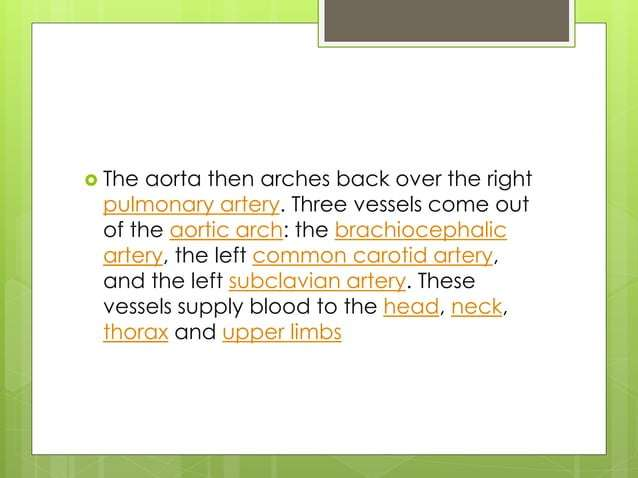 The aorta then arches back over the right
pulmonary artery. Three vessels come out
of the aortic arch: the brachiocephalic
artery, the left common carotid artery,
and the left subclavian artery. These
vessels supply blood to the head, neck,
thorax and upper limbs